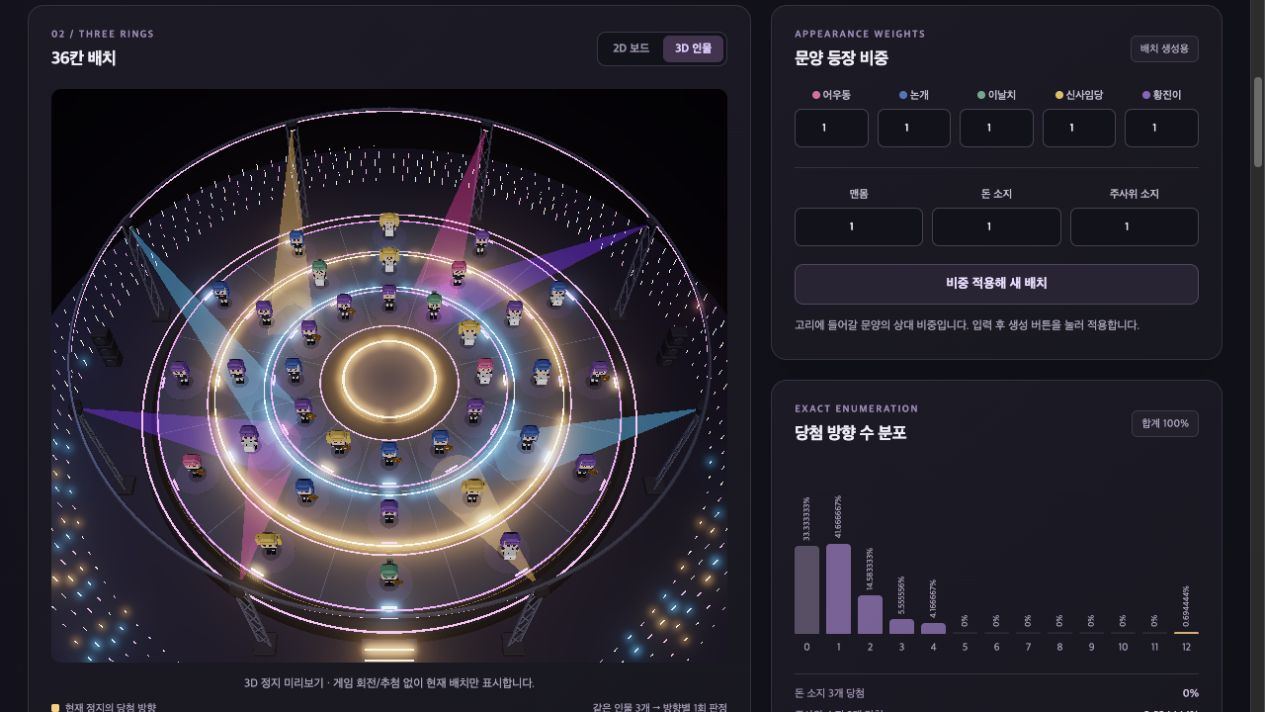 02 / THREE RINGS
36칸 배치
2D 보드
3D 인물
3D 정지 미리보기 · 게임 회전/추첨 없이 현재 배치만 표시합니다.
현재 정지의 당첨 방향
같은 인물 3개 → 방향별 1회 판정
APPEARANCE WEIGHTS
문양 등장 비중
배치 생성용
어우동 논개 이날치 신사임당 황진이
1 1 1 1 1
맨몸 돈 소지 주사위 소지
1 1 1
비중 적용해 새 배치
고리에 들어갈 문양의 상대 비중입니다. 입력 후 생성 버튼을 눌러 적용합니다.
EXACT ENUMERATION
당첨 방향 수 분포
합계 100%
33.333333% 41.666667% 14.583333% 5.555556% 4.166667% 0% 0% 0% 0% 0% 0% 0% 0.694444%
0 1 2 3 4 5 6 7 8 9 10 11 12
돈 소지 3개 당첨 0%